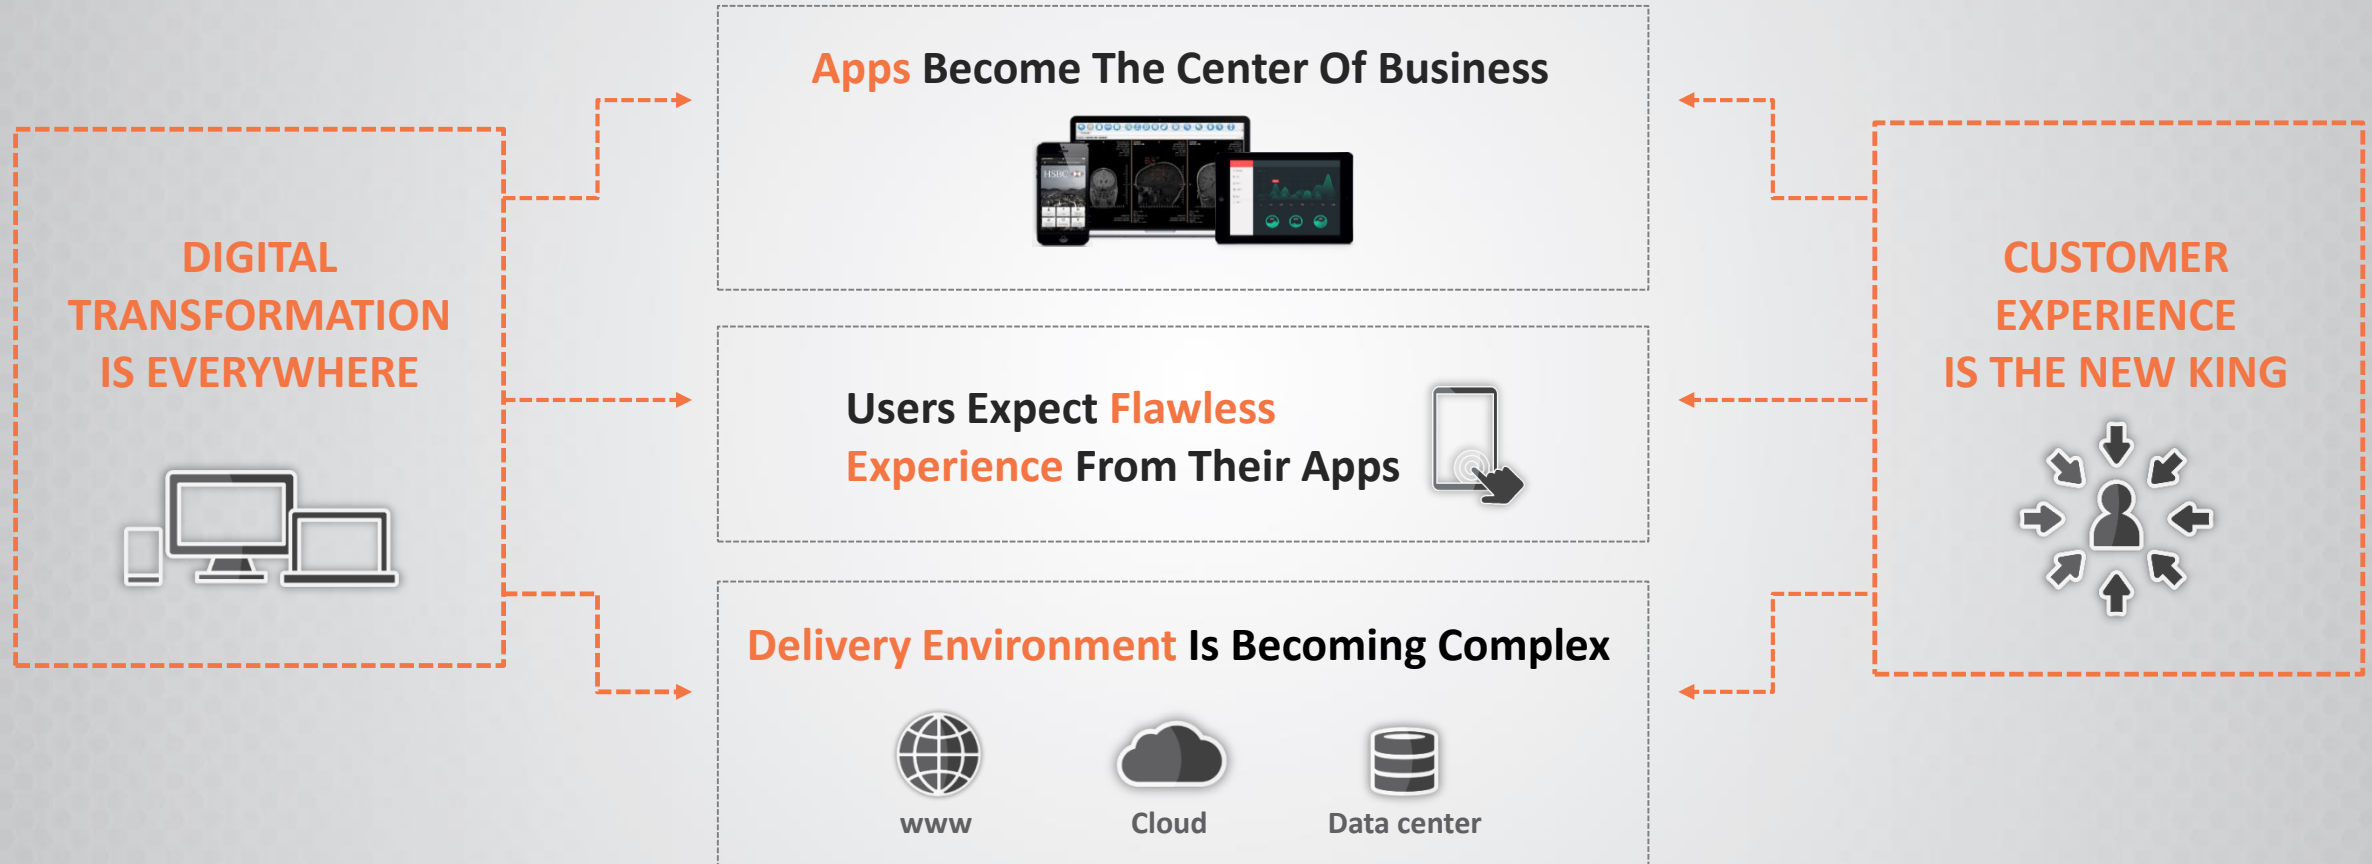 Apps Become The Center Of Business
HSBC
DIGITAL
TRANSFORMATION
IS EVERYWHERE
Users Expect Flawless
Experience From Their Apps
CUSTOMER
EXPERIENCE
IS THE NEW KING
Delivery Environment Is Becoming Complex
www
Cloud
Data center